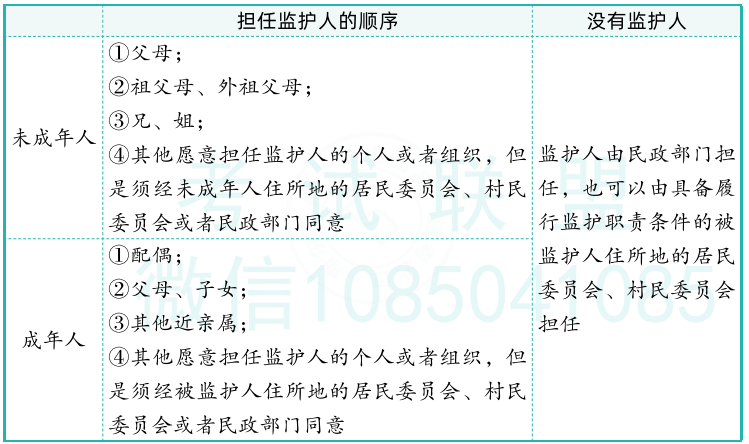 担任监护人的顺序
没有监护人
未成年人
①父母；
②祖父母、外祖父母；
③兄、姐；
④其他愿意担任监护人的个人或者组织，但
是须经未成年人住所地的居民委员会、村民
委员会或者民政部门同意
监护人由民政部门担
任，也可以由具备履
行监护职责条件的被
监护人住所地的居民
委员会、村民委员会
担任
成年人
①配偶；
②父母、子女；
③其他近亲属；
④其他愿意担任监护人的个人或者组织，但
是须经被监护人住所地的居民委员会、村民
委员会或者民政部门同意
考试联盟
微信1085041085